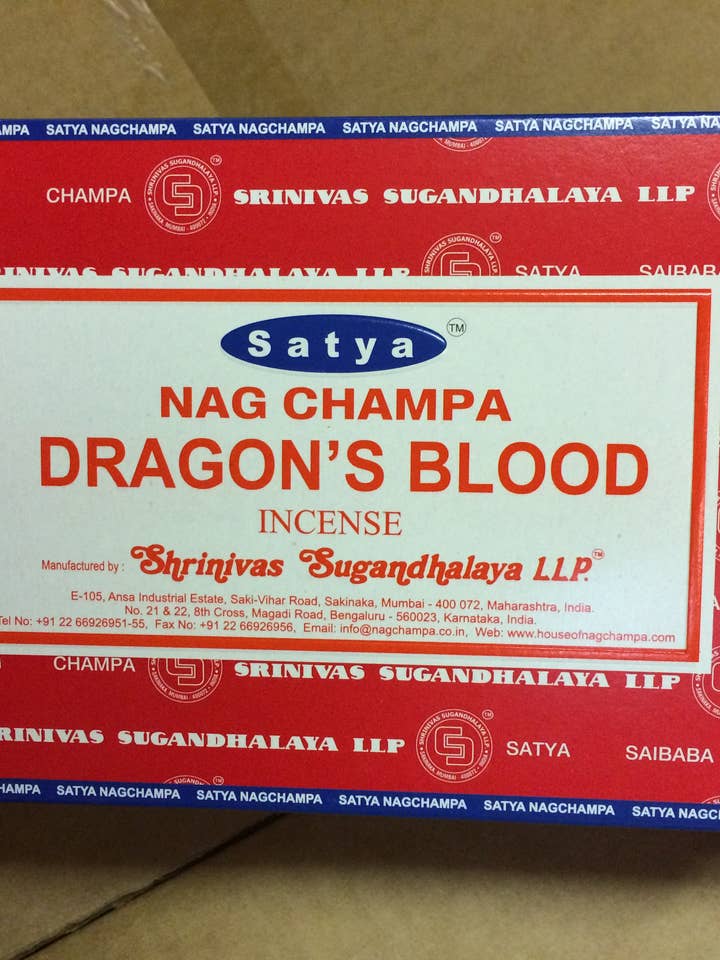 SATYA NAGCHAMPA SATYA NAGCHAMPA SATYA NAGCHAMPA SATYA NAGCHAMPA
CHAMPA SRINIVAS SUGANDHALAYA LLP
SUGANDHALAYA LLP SATYA
Satya TM
NAG CHAMPA
DRAGON'S BLOOD
INCENSE
Manufactured by : Shrinivas Sugandhalaya LLP. TM
E-105, Ansa Industrial Estate, Saki-Vihar Road, Sakinaka, Mumbai - 400 072, Maharashtra, India.
No. 21 & 22, 8th Cross, Magadi Road, Bengaluru - 560023, Karnataka, India.
Tel No: +91 22 66926951-55, Fax No: +91 22 66926956, Email: info@nagchampa.co.in, Web: www.houseofnagchampa.com
CHAMPA SRINIVAS SUGANDHALAYA LLP
RINIVAS SUGANDHALAYA LLP SATYA SAIBABA
SATYA NAGCHAMPA SATYA NAGCHAMPA SATYA NAGCHAMPA SATYA NAGCHAMPA